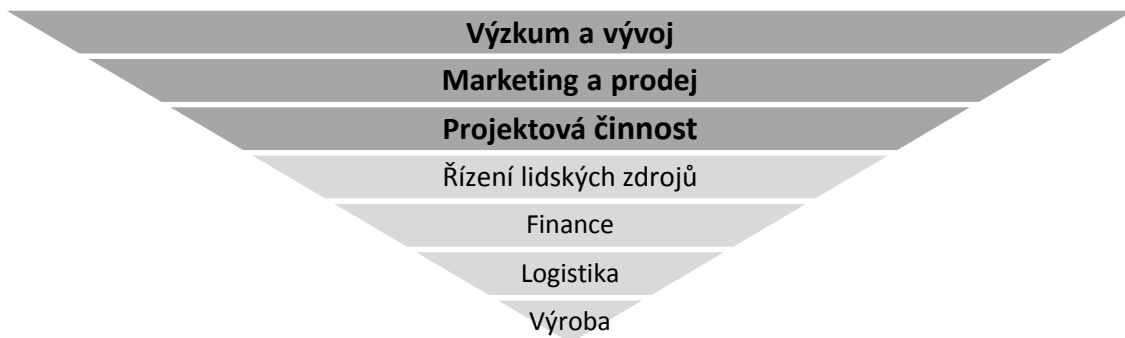 Výzkum a vývoj
Marketing a prodej
Projektová činnost
Řízení lidských zdrojů
Finance
Logistika
Výroba